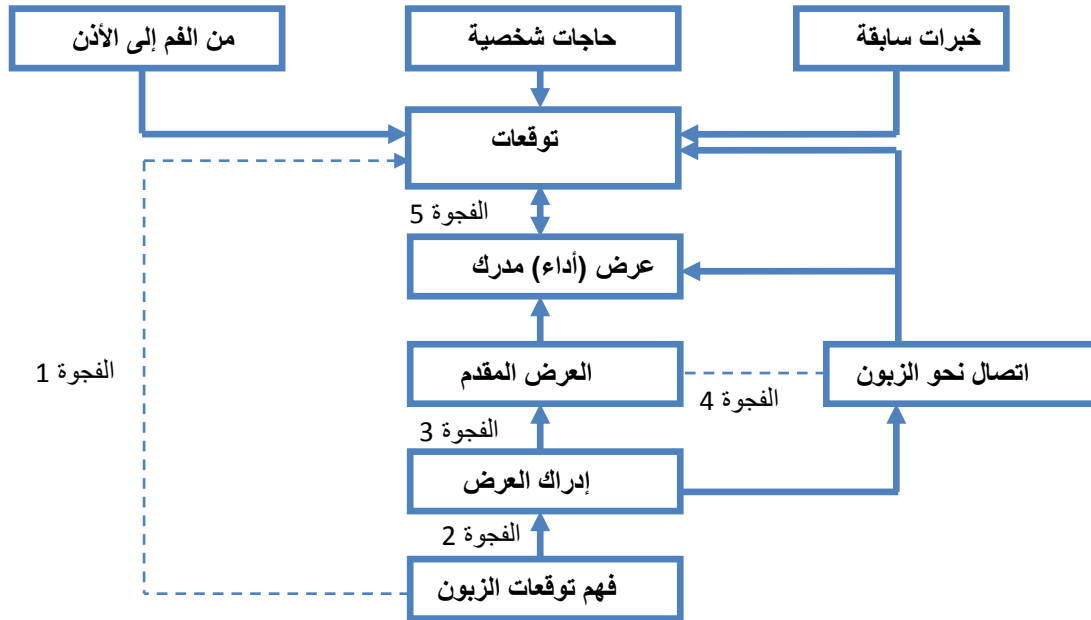 خبرات سابقة
حاجات شخصية
من الفم إلى الأذن
توقعات
الفجوة 5
عرض (أداء) مدرك
العرض المقدم
اتصال نحو الزبون
الفجوة 1
الفجوة 4
الفجوة 3
إدراك العرض
الفجوة 2
فهم توقعات الزبون